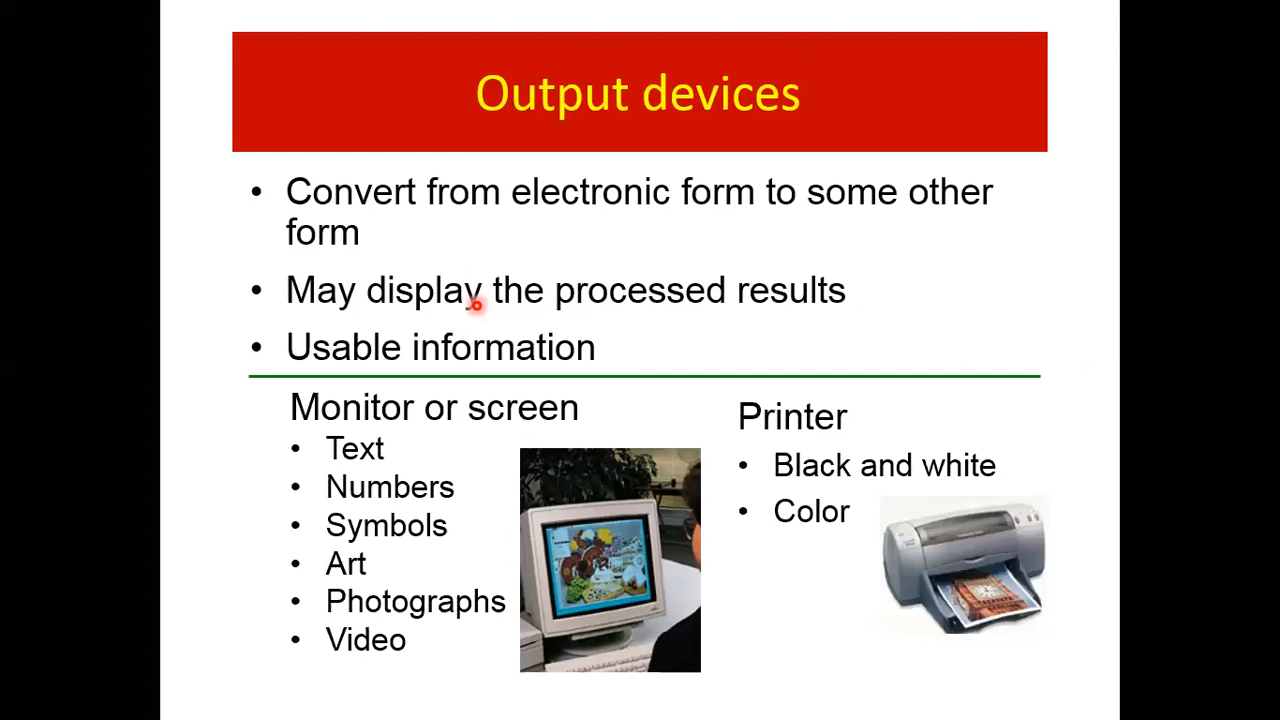 Output devices
• Convert from electronic form to some other
form
• May display the processed results
• Usable information
Monitor or screen
• Text
• Numbers
• Symbols
• Art
• Photographs
• Video
Printer
• Black and white
• Color